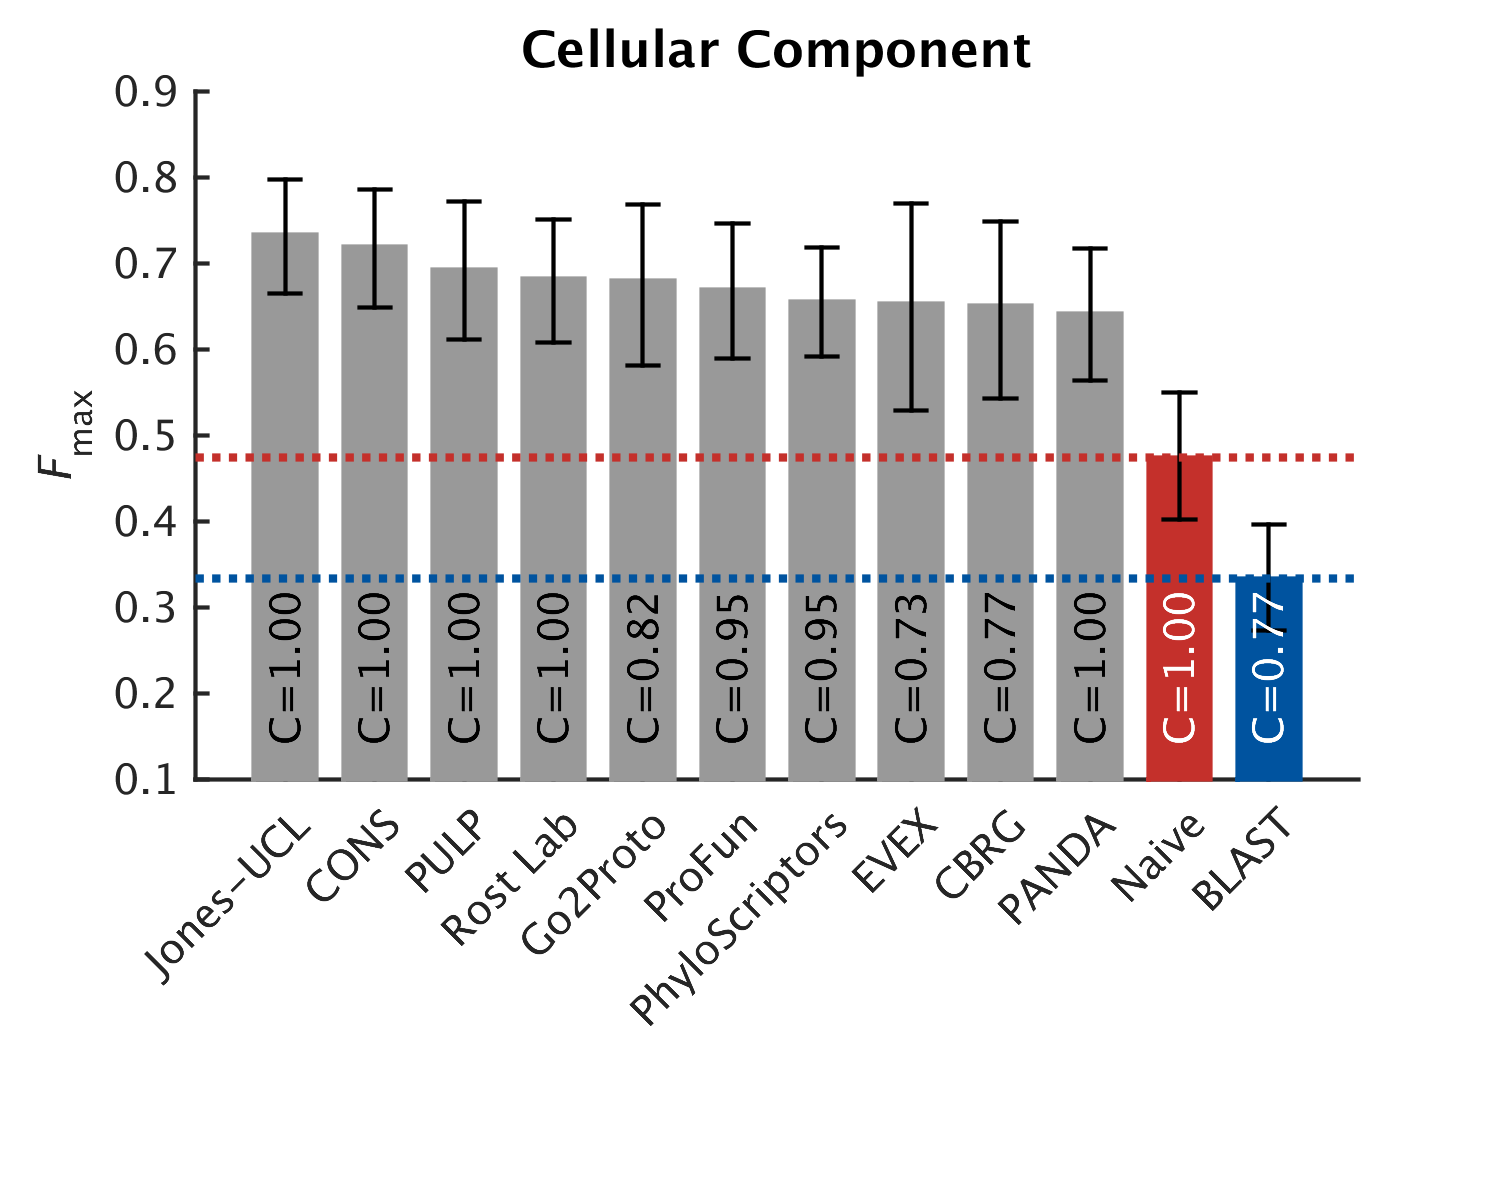 Cellular Component
0.9
0.8
0.7
0.6
0.5
0.4
0.3
0.2
0.1
Fmax
C=1.00
C=1.00
C=1.00
C=1.00
C=0.82
C=0.95
C=0.95
C=0.73
C=0.77
C=1.00
C=1.00
C=0.77
Jones-UCL
CONS
PULP
Rost Lab
Go2Proto
ProFun
PhyloScriptors
EVEX
CBRG
PANDA
Naive
BLAST